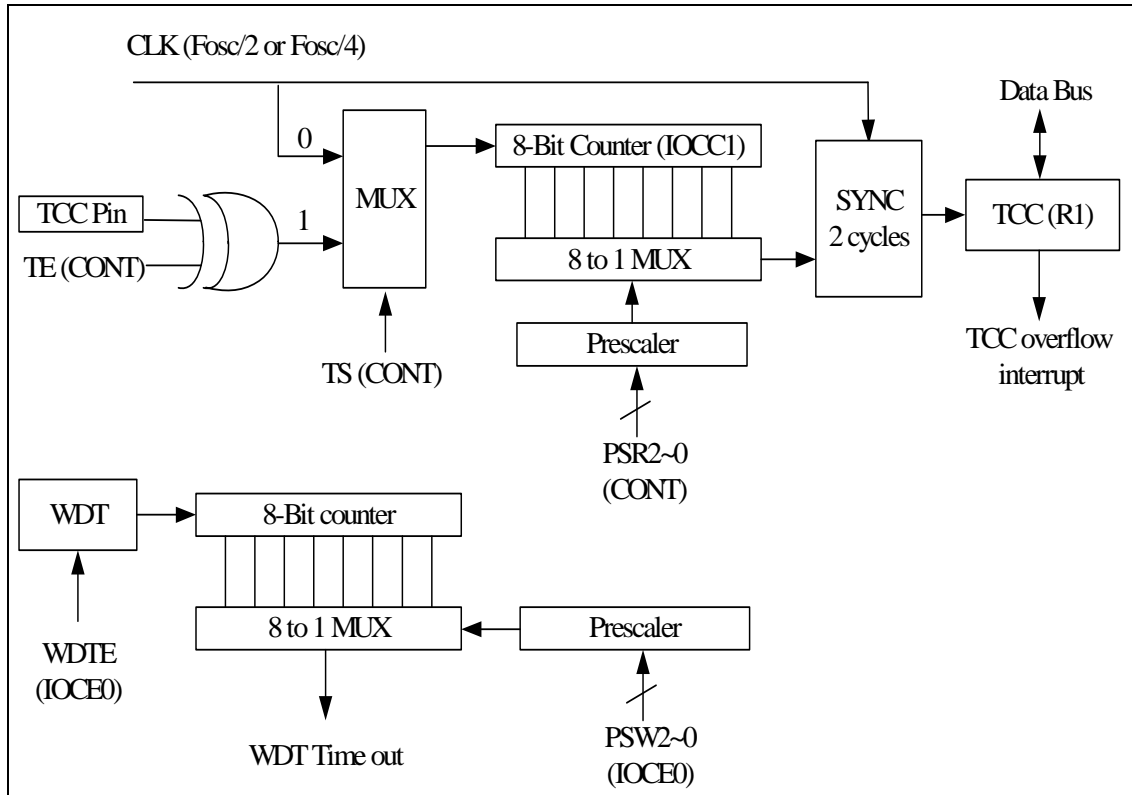 CLK (Fosc/2 or Fosc/4)
Data Bus
0
8-Bit Counter (IOCC1)
MUX
SYNC
2 cycles
TCC Pin
1
TCC (R1)
TE (CONT)
8 to 1 MUX
Prescaler
TS (CONT)
TCC overflow
interrupt
PSR2~0
(CONT)
WDT
8-Bit counter
8 to 1 MUX
Prescaler
WDTE
(IOCE0)
WDT Time out
PSW2~0
(IOCE0)